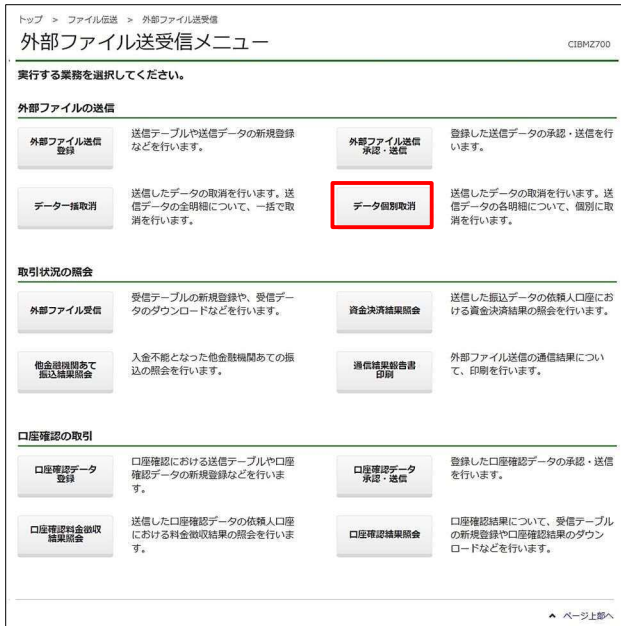 トップ > ファイル伝送 > 外部ファイル送受信
外部ファイル送受信メニュー
CIBMZ700
実行する業務を選択してください。
外部ファイルの送信
外部ファイル送信
登録
送信テーブルや送信データの新規登録
などを行います。
外部ファイル送信
承認・送信
登録した送信データの承認・送信を行
います。
データ一括取消
送信したデータの取消を行います。送
信データの全明細について、一括で取
消を行います。
データ個別取消
送信したデータの取消を行います。送
信データの各明細について、個別に取
消を行います。
取引状況の照会
外部ファイル受信
受信テーブルの新規登録や、受信デー
タのダウンロードなどを行います。
資金決済結果照会
送信した振込データの依頼人口座にお
ける資金決済結果の照会を行います。
他金融機関あて
振込結果照会
入金不能となった他金融機関あての振
込の照会を行います。
通信結果報告書
印刷
外部ファイル送信の通信結果につい
て、印刷を行います。
口座確認の取引
口座確認データ
登録
口座確認における送信テーブルや口座
確認データの新規登録などを行いま
す。
口座確認データ
承認・送信
登録した口座確認データの承認・送信
を行います。
口座確認料金徴収
結果照会
送信した口座確認データの依頼人口座
における料金徴収結果の照会を行いま
す。
口座確認結果照会
口座確認結果について、受信テーブル
の新規登録や口座確認結果のダウン
ロードなどを行います。
ページ上部へ